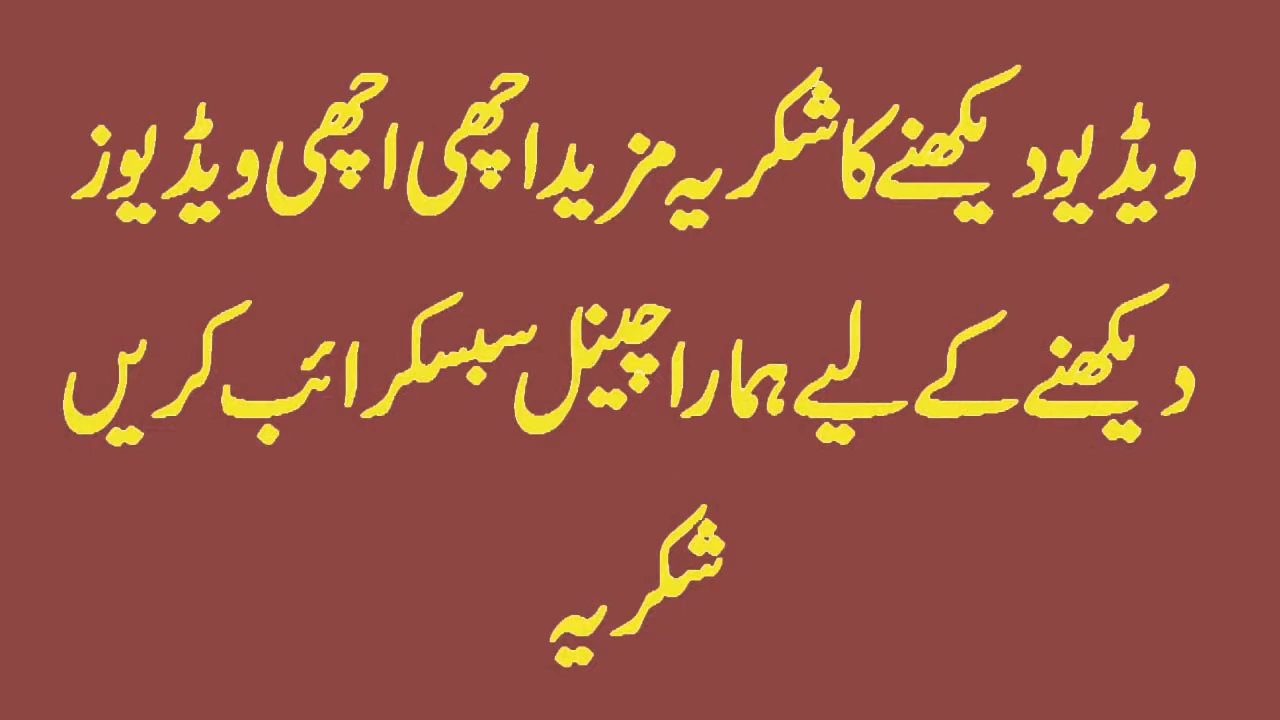 ویڈیو دیکھنے کا شکریہ مزید اچھی اچھی ویڈیوز
دیکھنے کے لیے ہمارا چینل سبسکرائب کریں
شکریہ